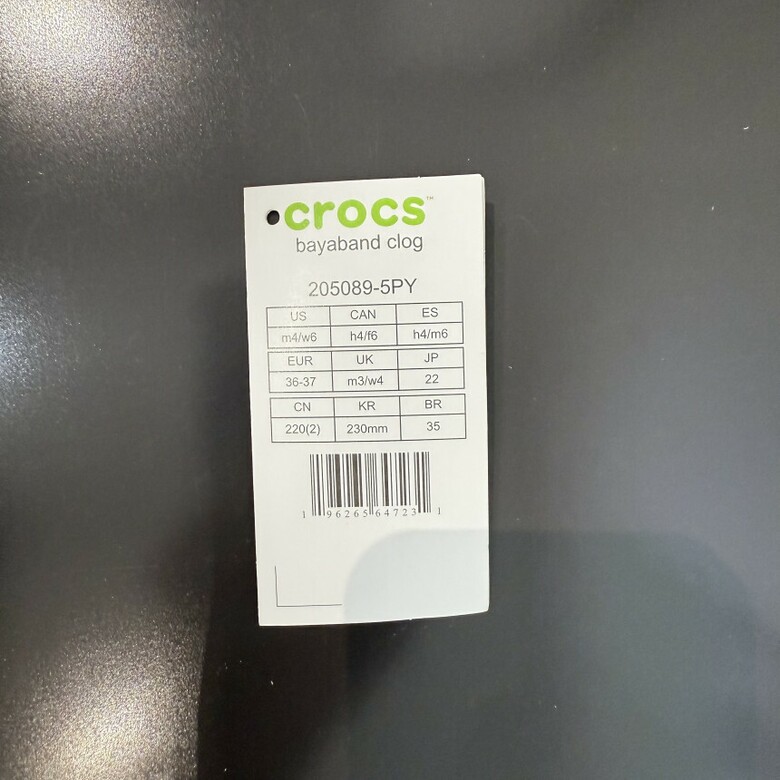 crocs™
bayaband clog
205089-5PY
US CAN ES
m4/w6 h4/f6 h4/m6
EUR UK JP
36-37 m3/w4 22
CN KR BR
220(2) 230mm 35
1 96265 64723 1